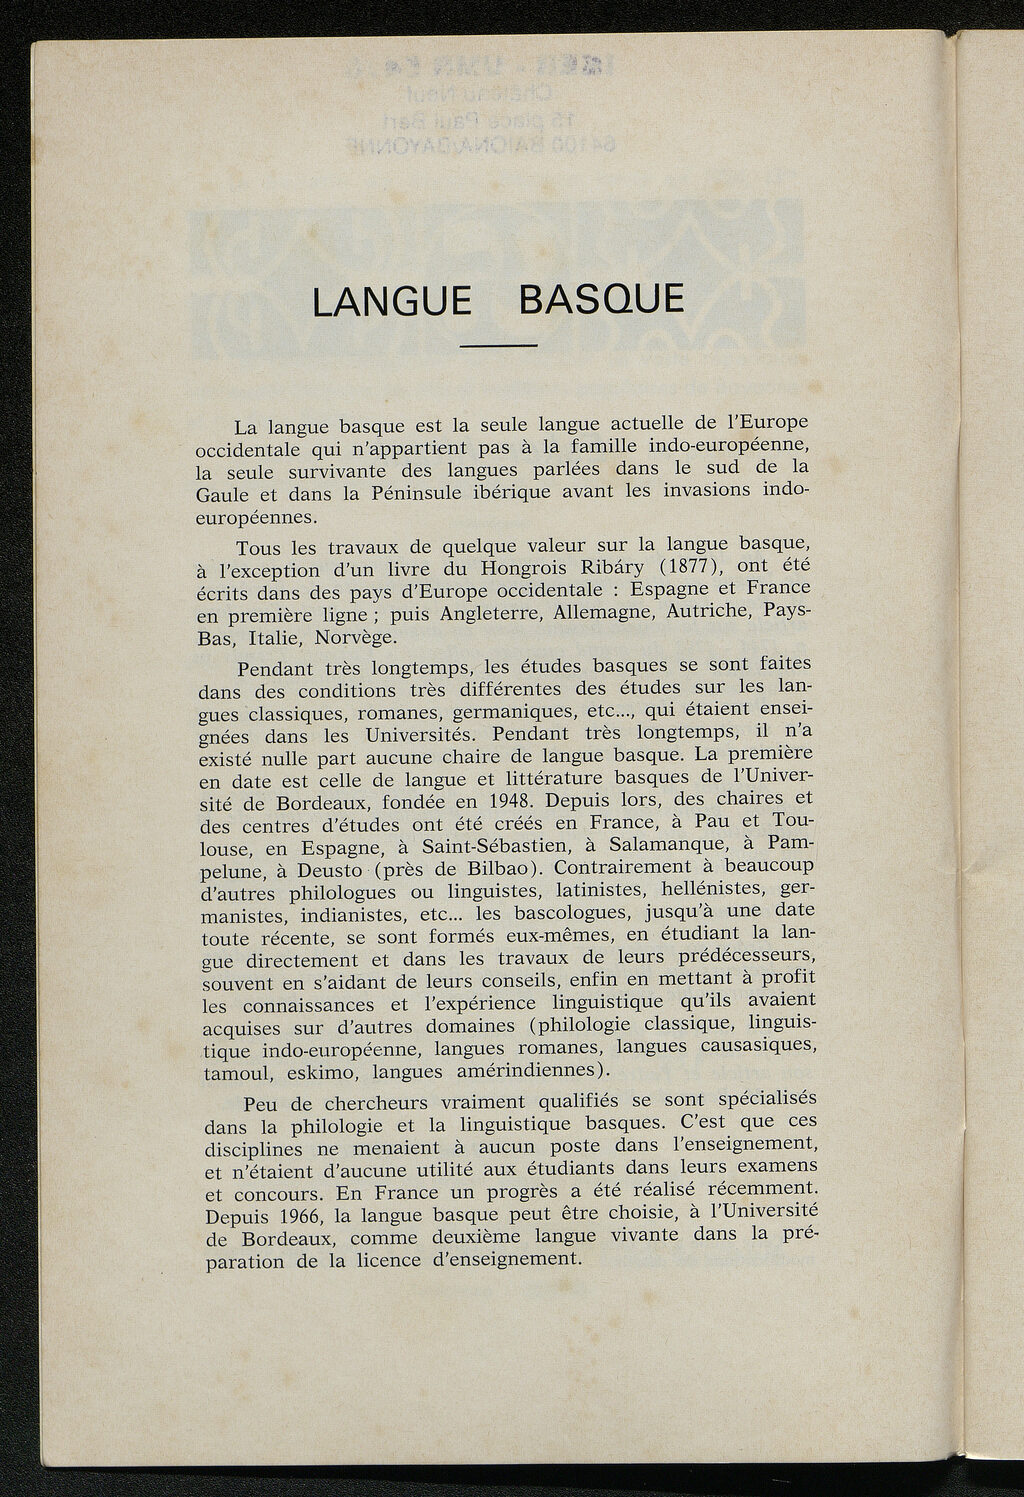 LANGUE BASQUE
La langue basque est la seule langue actuelle de l'Europe
occidentale qui n'appartient pas à la famille indo-européenne,
la seule survivante des langues parlées dans le sud de la
Gaule et dans la Péninsule ibérique avant les invasions indo-
européennes.
Tous les travaux de quelque valeur sur la langue basque,
à l'exception d'un livre du Hongrois Ribáry (1877), ont été
écrits dans des pays d'Europe occidentale : Espagne et France
en première ligne ; puis Angleterre, Allemagne, Autriche, Pays-
Bas, Italie, Norvège.
Pendant très longtemps, les études basques se sont faites
dans des conditions très différentes des études sur les lan-
gues classiques, romanes, germaniques, etc..., qui étaient ensei-
gnées dans les Universités. Pendant très longtemps, il n'a
existé nulle part aucune chaire de langue basque. La première
en date est celle de langue et littérature basques de l'Univer-
sité de Bordeaux, fondée en 1948. Depuis lors, des chaires et
des centres d'études ont été créés en France, à Pau et Tou-
louse, en Espagne, à Saint-Sébastien, à Salamanque, à Pam-
pelune, à Deusto (près de Bilbao). Contrairement à beaucoup
d'autres philologues ou linguistes, latinistes, hellénistes, ger-
manistes, indianistes, etc... les bascologues, jusqu'à une date
toute récente, se sont formés eux-mêmes, en étudiant la lan-
gue directement et dans les travaux de leurs prédécesseurs,
souvent en s'aidant de leurs conseils, enfin en mettant à profit
les connaissances et l'expérience linguistique qu'ils avaient
acquises sur d'autres domaines (philologie classique, linguis-
tique indo-européenne, langues romanes, langues causasiques,
tamoul, eskimo, langues amérindiennes).
Peu de chercheurs vraiment qualifiés se sont spécialisés
dans la philologie et la linguistique basques. C'est que ces
disciplines ne menaient à aucun poste dans l'enseignement,
et n'étaient d'aucune utilité aux étudiants dans leurs examens
et concours. En France un progrès a été réalisé récemment.
Depuis 1966, la langue basque peut être choisie, à l'Université
de Bordeaux, comme deuxième langue vivante dans la pré-
paration de la licence d'enseignement.